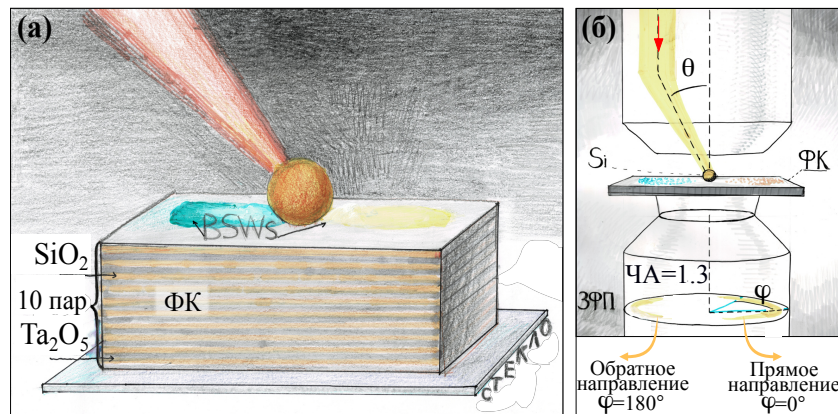 (а)
BSWs
SiO₂
10 пар
ФК
Ta₂O₅
СТЕКЛО
(б)
θ
Si
ФК
ЧА=1.3
ЗФП
φ
Обратное
направление
φ=180°
Прямое
направление
φ=0°